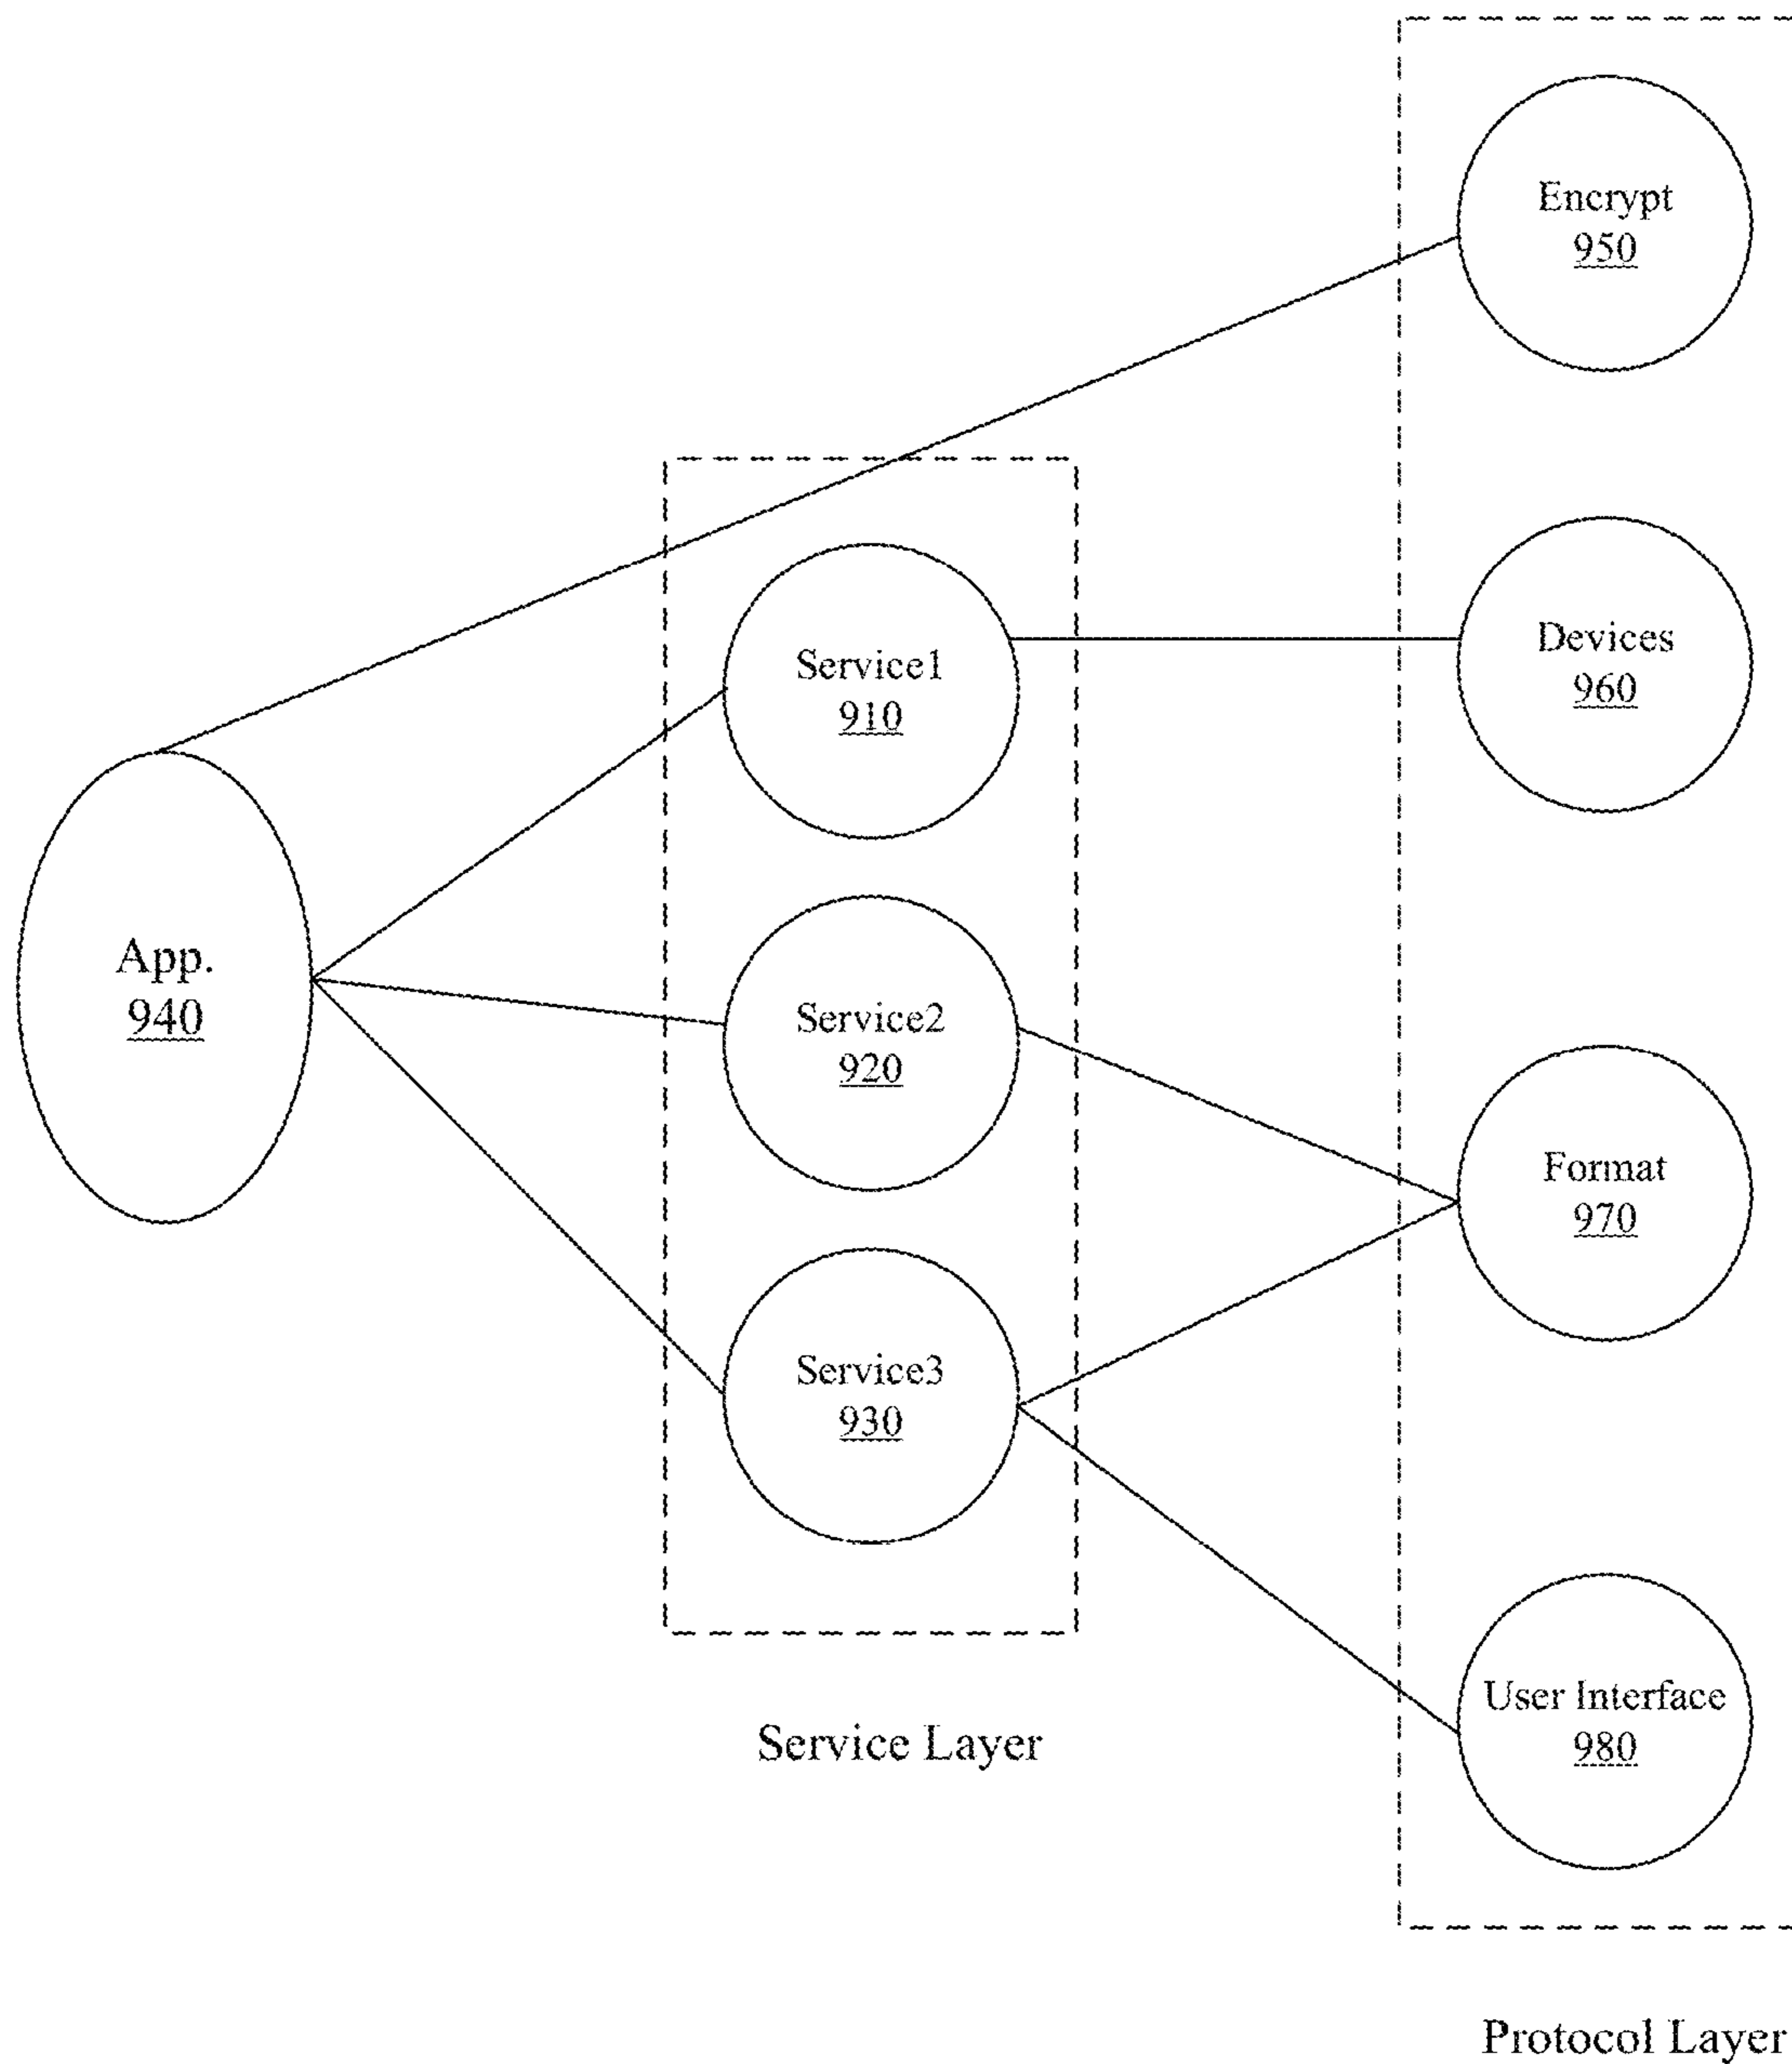 Encrypt
950
Service1
910
Devices
960
App.
940
Service2
920
Format
970
Service3
930
User Interface
980
Service Layer
Protocol Layer